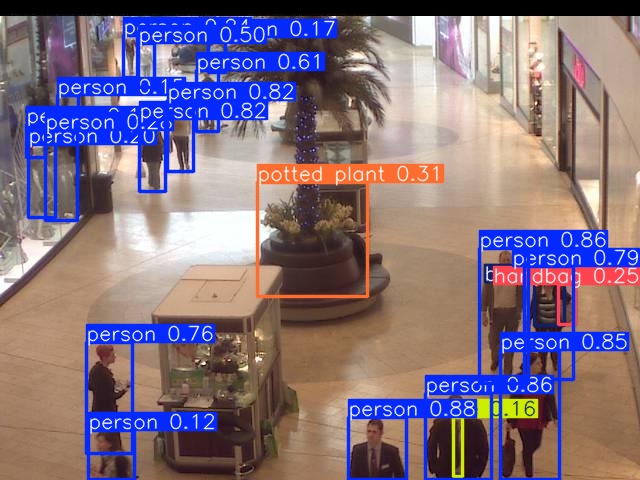 person 0.50
n 0.17
person 0.61
person 0.1
person 0.82
person 0.82
person 0.20
potted plant 0.31
person 0.86
person 0.79
handbag 0.25
person 0.85
person 0.76
person 0.86
person 0.88
0.16
person 0.12